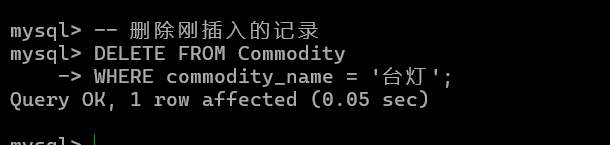 mysql> -- 删除刚插入的记录
mysql> DELETE FROM Commodity
    -> WHERE commodity_name = '台灯';
Query OK, 1 row affected (0.05 sec)
mysql>